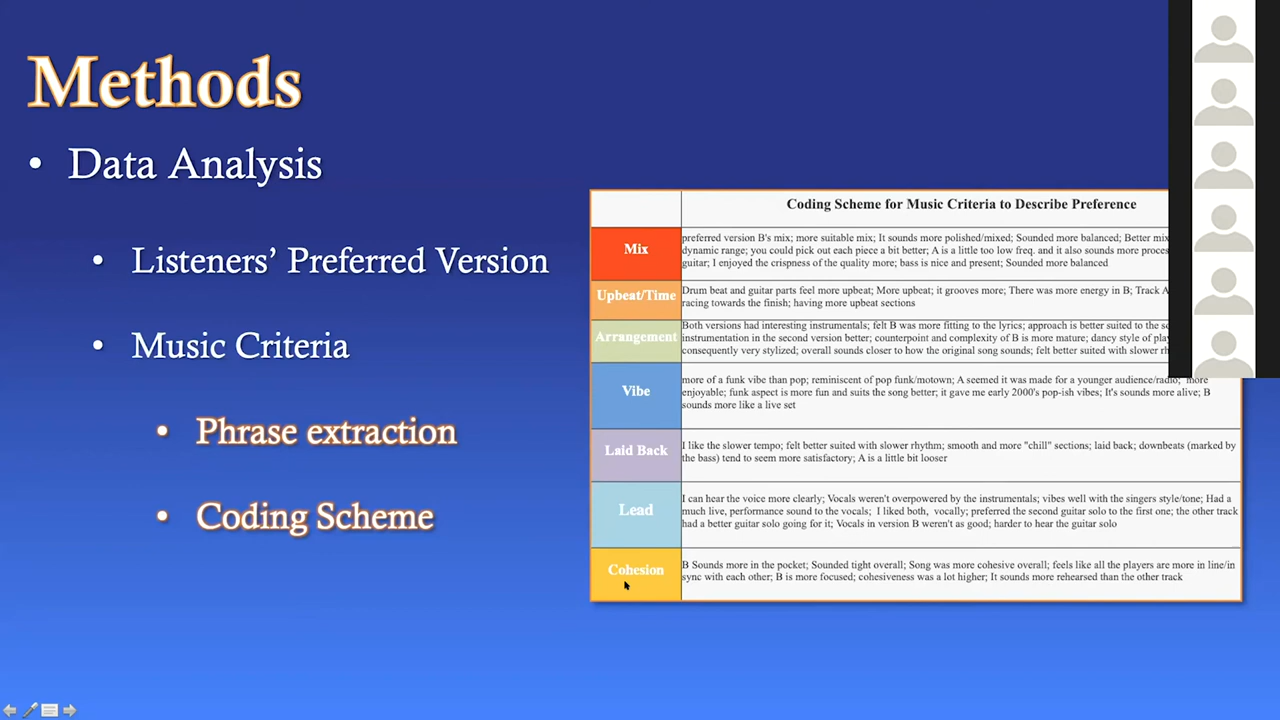 Methods
• Data Analysis
• Listeners' Preferred Version
• Music Criteria
• Phrase extraction
• Coding Scheme
Coding Scheme for Music Criteria to Describe Preference
Mix
preferred version B's mix; more suitable mix; It sounds more polished/mixed; Sounded more balanced; Better mix
dynamic range; you could pick out each piece a bit better; A is a little too low freq. and it also sounds more proces
guitar; I enjoyed the crispness of the quality more; bass is nice and present; Sounded more balanced
Upbeat/Time
Drum beat and guitar parts feel more upbeat; More upbeat; it grooves more; There was more energy in B; Track A
racing towards the finish; having more upbeat sections
Arrangement
Both versions had interesting instrumentals; felt B was more fitting to the lyrics; approach is better suited to the sc
instrumentation in the second version better; counterpoint and complexity of B is more mature; dancy style of play
consequently very stylized; overall sounds closer to how the original song sounds; felt better suited with slower rh
Vibe
more of a funk vibe than pop; reminiscent of pop funk/motown; A seemed it was made for a younger audience/radio; more
enjoyable; funk aspect is more fun and suits the song better; it gave me early 2000's pop-ish vibes; It's sounds more alive; B
sounds more like a live set
Laid Back
I like the slower tempo; felt better suited with slower rhythm; smooth and more "chill" sections; laid back; downbeats (marked by
the bass) tend to seem more satisfactory; A is a little bit looser
Lead
I can hear the voice more clearly; Vocals weren't overpowered by the instrumentals; vibes well with the singers style/tone; Had a
much live, performance sound to the vocals; I liked both, vocally; preferred the second guitar solo to the first one; the other track
had a better guitar solo going for it; Vocals in version B weren't as good; harder to hear the guitar solo
Cohesion
B Sounds more in the pocket; Sounded tight overall; Song was more cohesive overall; feels like all the players are more in line/in
sync with each other; B is more focused; cohesiveness was a lot higher; It sounds more rehearsed than the other track